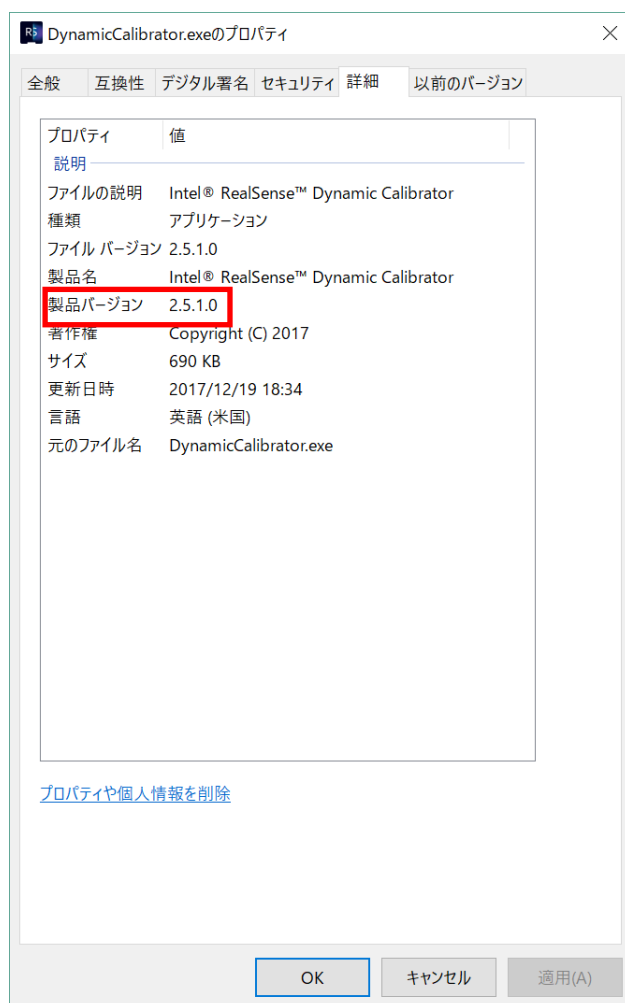 DynamicCalibrator.exeのプロパティ
全般 互換性 デジタル署名 セキュリティ 詳細 以前のバージョン
プロパティ 値
説明
ファイルの説明 Intel® RealSense™ Dynamic Calibrator
種類 アプリケーション
ファイル バージョン 2.5.1.0
製品名 Intel® RealSense™ Dynamic Calibrator
製品バージョン 2.5.1.0
著作権 Copyright (C) 2017
サイズ 690 KB
更新日時 2017/12/19 18:34
言語 英語 (米国)
元のファイル名 DynamicCalibrator.exe
プロパティや個人情報を削除
OK キャンセル 適用(A)